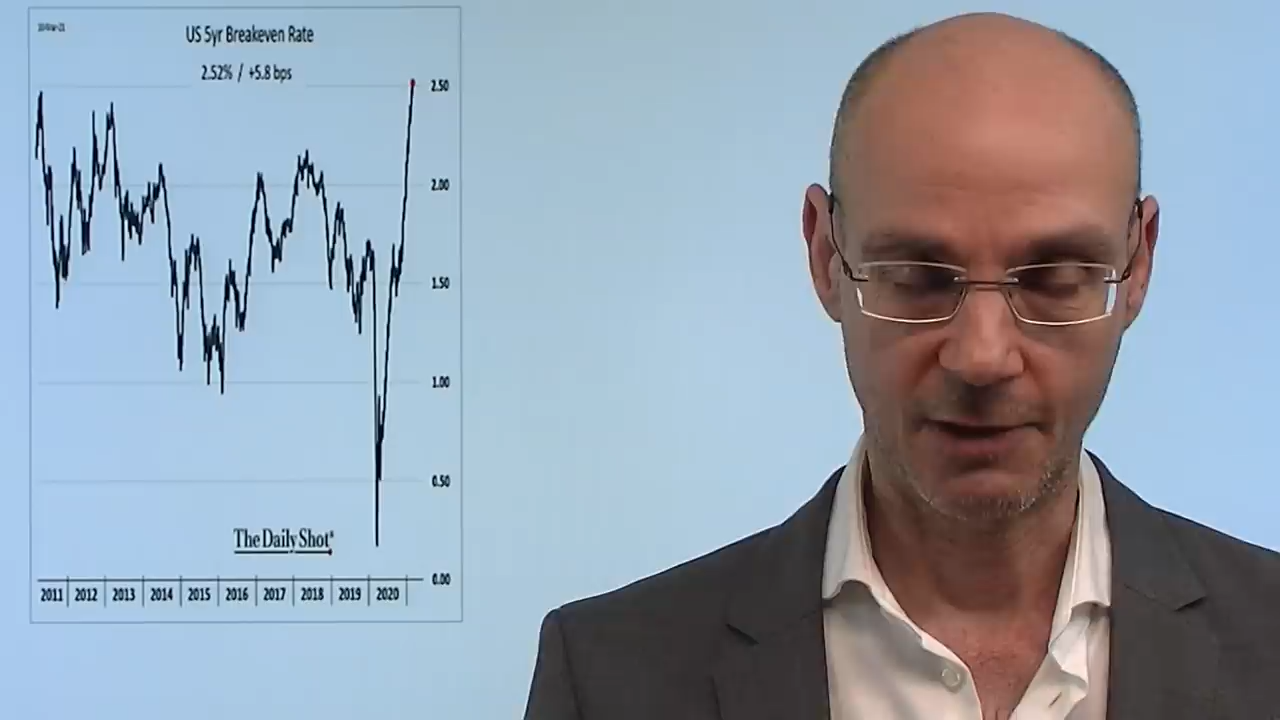 US 5yr Breakeven Rate
2.52% / +5.8 bps
2.50
2.00
1.50
1.00
0.50
The Daily Shot®
0.00
2011 2012 2013 2014 2015 2016 2017 2018 2019 2020